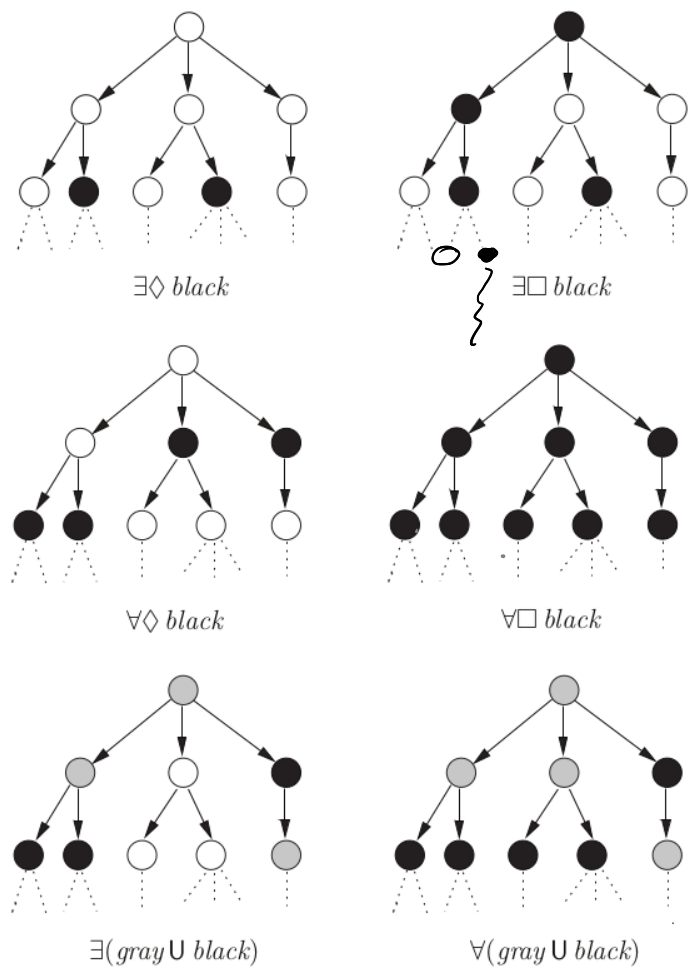 ∃◊ black
∃□ black
∀◊ black
∀□ black
∃(gray U black)
∀(gray U black)